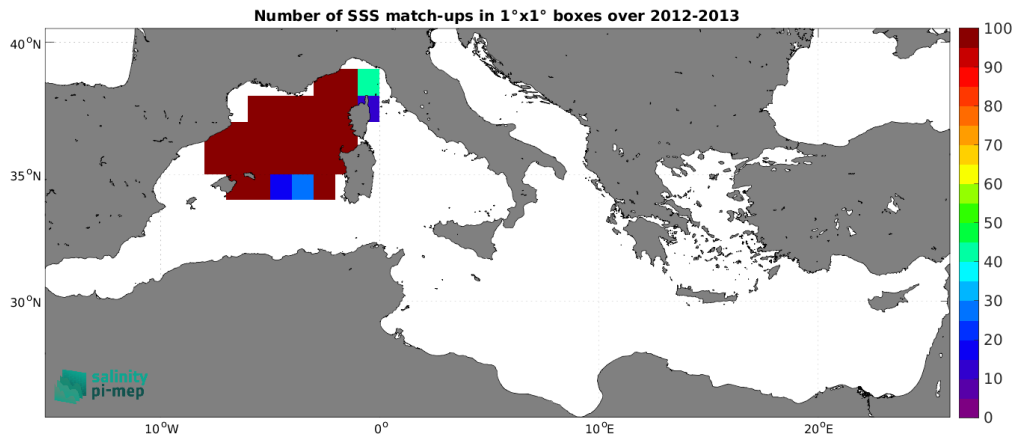 Number of SSS match-ups in 1°x1° boxes over 2012-2013
40°N
35°N
30°N
10°W
0°
10°E
20°E
100
90
80
70
60
50
40
30
20
10
0
salinity
pi-mep